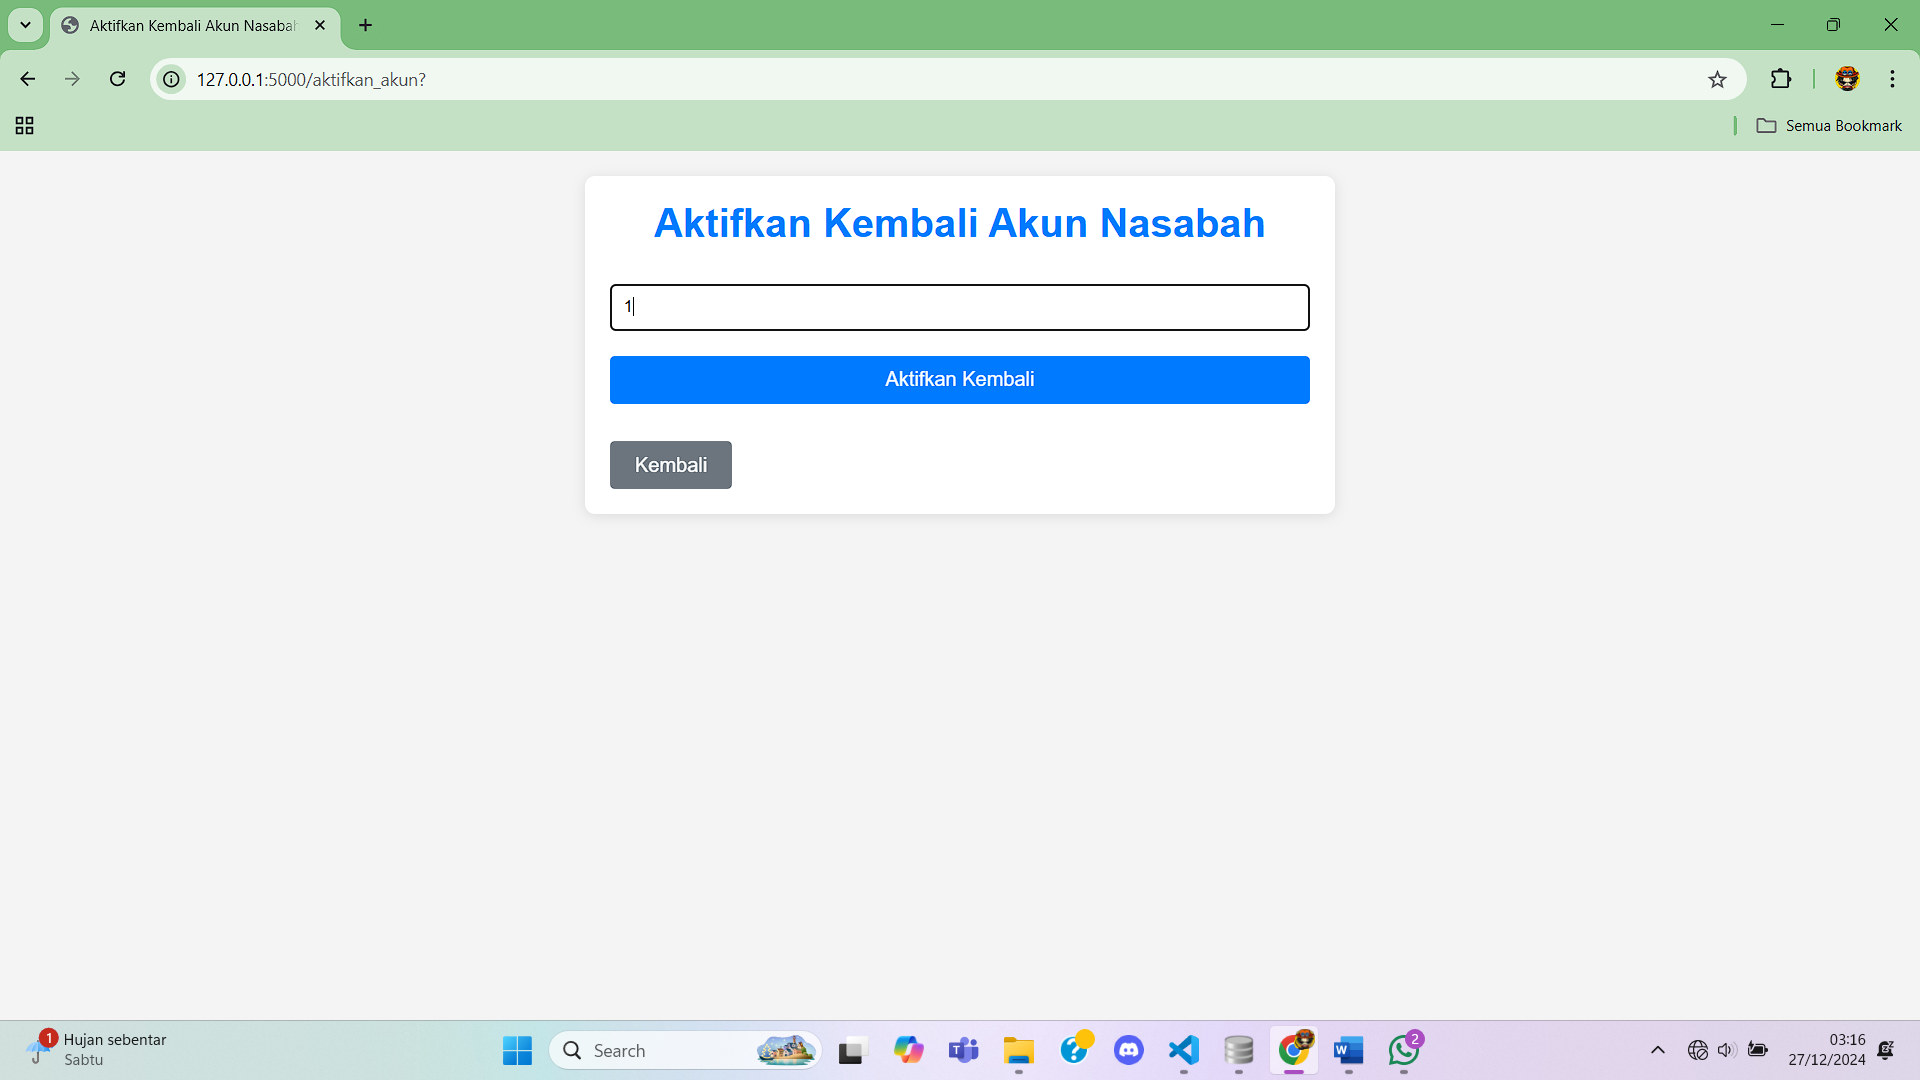 Aktifkan Kembali Akun Nasabah
127.0.0.1:5000/aktifkan_akun?
Semua Bookmark
Aktifkan Kembali Akun Nasabah
1
Aktifkan Kembali
Kembali
1
Hujan sebentar
Sabtu
Search
2
03:16
27/12/2024